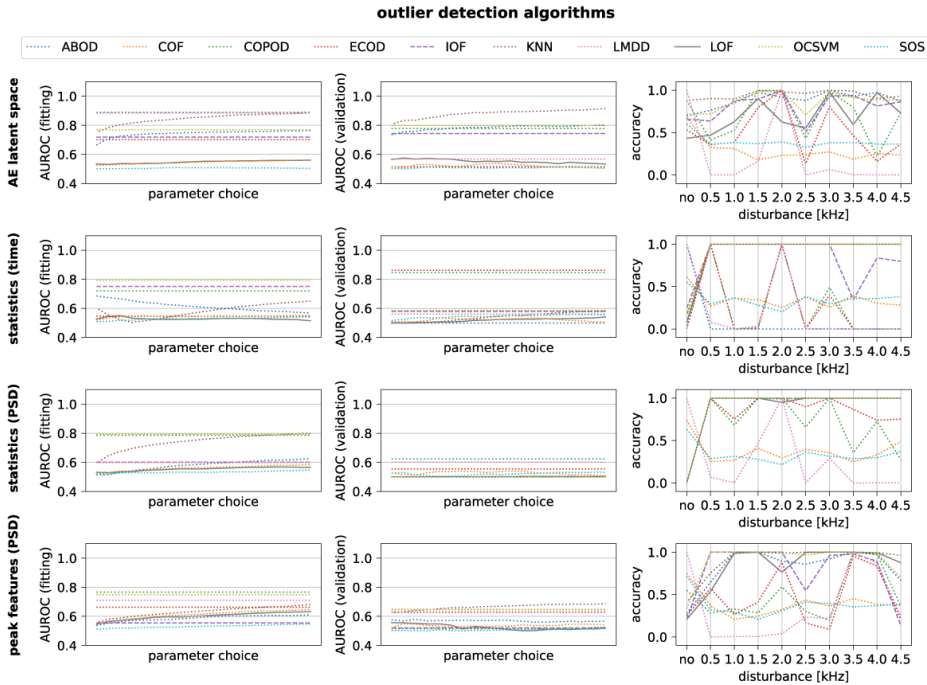 outlier detection algorithms
ABOD COF COPOD ECOD IOF KNN LMDD LOF OCSVM SOS
AE latent space
AUROC (fitting)
1.0
0.8
0.6
0.4
parameter choice
AUROC (validation)
1.0
0.8
0.6
0.4
parameter choice
accuracy
1.0
0.5
0.0
no 0.5 1.0 1.5 2.0 2.5 3.0 3.5 4.0 4.5
disturbance [kHz]
statistics (time)
AUROC (fitting)
1.0
0.8
0.6
0.4
parameter choice
AUROC (validation)
1.0
0.8
0.6
0.4
parameter choice
accuracy
1.0
0.5
0.0
no 0.5 1.0 1.5 2.0 2.5 3.0 3.5 4.0 4.5
disturbance [kHz]
statistics (PSD)
AUROC (fitting)
1.0
0.8
0.6
0.4
parameter choice
AUROC (validation)
1.0
0.8
0.6
0.4
parameter choice
accuracy
1.0
0.5
0.0
no 0.5 1.0 1.5 2.0 2.5 3.0 3.5 4.0 4.5
disturbance [kHz]
peak features (PSD)
AUROC (fitting)
1.0
0.8
0.6
0.4
parameter choice
AUROC (validation)
1.0
0.8
0.6
0.4
parameter choice
accuracy
1.0
0.5
0.0
no 0.5 1.0 1.5 2.0 2.5 3.0 3.5 4.0 4.5
disturbance [kHz]